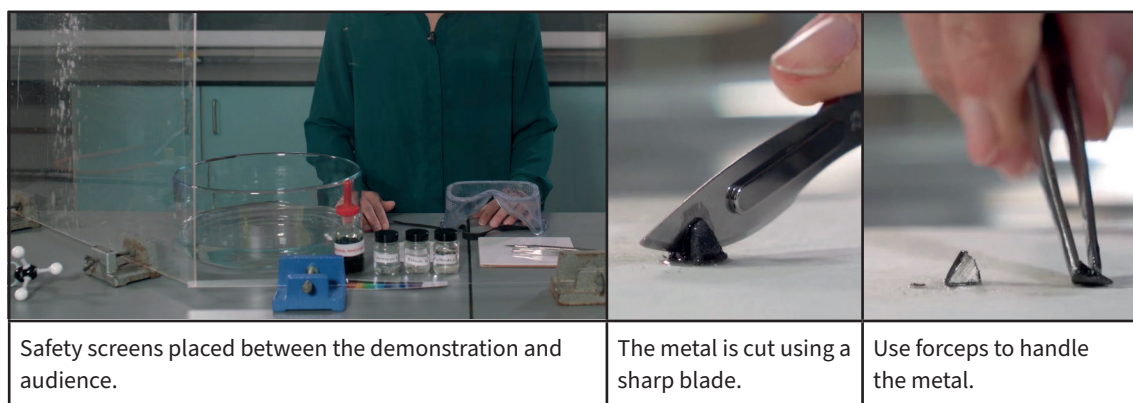 Safety screens placed between the demonstration and
audience.
The metal is cut using a
sharp blade.
Use forceps to handle
the metal.